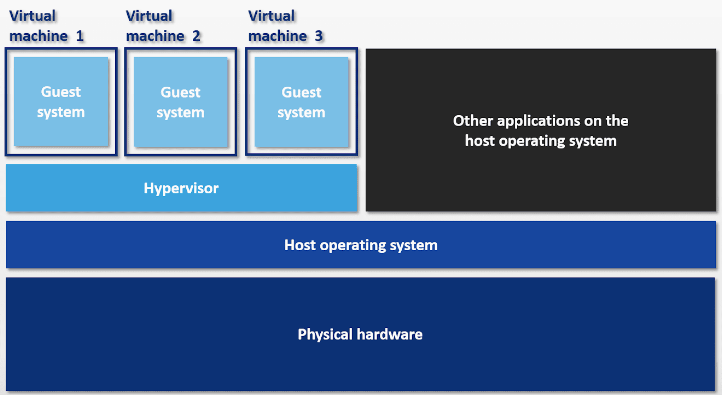 Virtual
machine 1
Virtual
machine 2
Virtual
machine 3
Guest
system
Guest
system
Guest
system
Other applications on the
host operating system
Hypervisor
Host operating system
Physical hardware